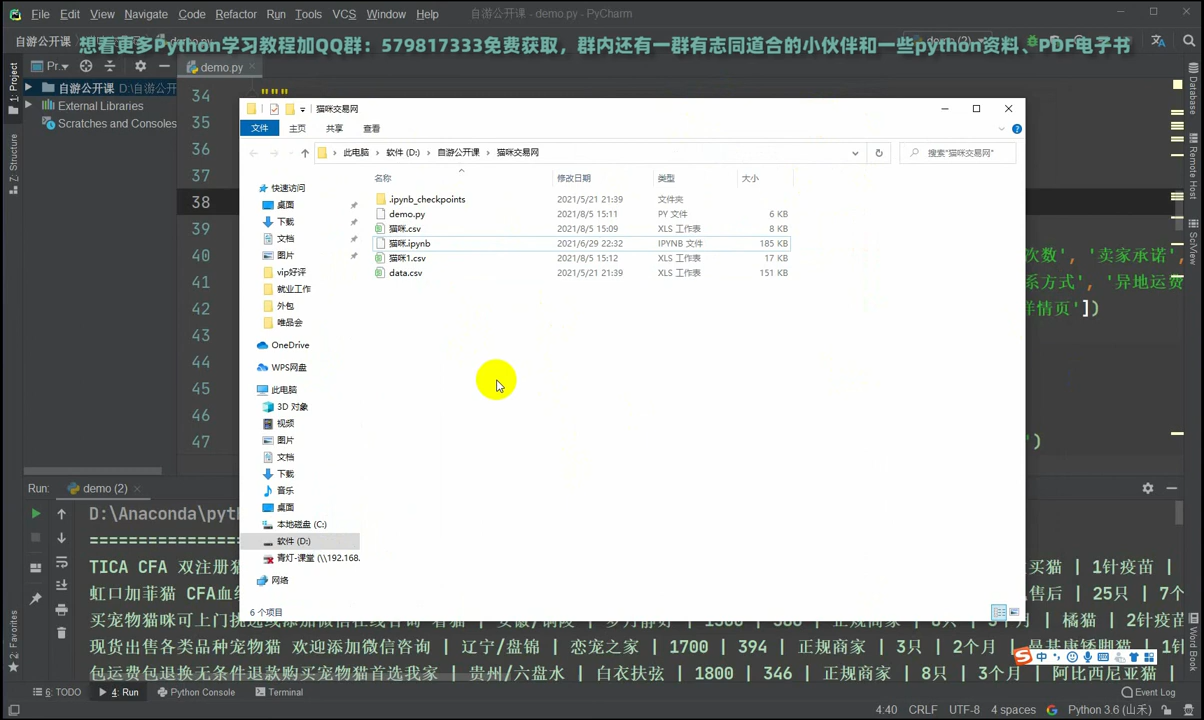 File Edit View Navigate Code Refactor Run Tools VCS Window Help 自游公开课 - demo.py - PyCharm
自游公开课
想看更多Python学习教程加QQ群：579817333免费获取，群内还有一群有志同道合的小伙伴和一些python资料、PDF电子书
Pr..▾
demo.py
1: Project
自游公开课 D:\自游公开
External Libraries
Scratches and Consoles
7: Structure
2: Favorites
34 """
35
36
37
38
39
40
41
42
43
44
45
46
47
次数', '卖家承诺',
系方式', '异地运费
羊情页'])
')
Database
Remote Host
SciView
Word Book
猫咪交易网
文件 主页 共享 查看
此电脑 › 软件 (D:) › 自游公开课 › 猫咪交易网
搜索"猫咪交易网"
名称 修改日期 类型 大小
.ipynb_checkpoints 2021/5/21 21:39 文件夹
demo.py 2021/8/5 15:11 PY 文件 6 KB
猫咪.csv 2021/8/5 15:09 XLS 工作表 8 KB
猫咪.ipynb 2021/6/29 22:32 IPYNB 文件 185 KB
猫咪1.csv 2021/8/5 15:12 XLS 工作表 17 KB
data.csv 2021/5/21 21:39 XLS 工作表 151 KB
快速访问
桌面
下载
文档
图片
vip好评
就业工作
外包
唯品会
OneDrive
WPS网盘
此电脑
3D 对象
视频
图片
文档
下载
音乐
桌面
本地磁盘 (C:)
软件 (D:)
青灯-课堂 (\\192.168.
网络
6 个项目
Run: demo (2)
D:\Anaconda\pyt
TICA CFA 双注册猫
买猫 | 1针疫苗 |
虹口加菲猫 CFA血
售后 | 25只 | 7个
现货出售各类品种宠物猫 欢迎添加微信咨询 | 辽宁/盘锦 | 恋宠之家 | 1700 | 394 | 正规商家 | 3只 | 2个月
包运费包退换无条件退款购买宠物猫首选我家 | 贵州/六盘水 | 白衣扶弦 | 1800 | 346 | 正规商家 | 8只 | 3个月 | 阿比西尼亚猫 |
中
6: TODO 4: Run Python Console Terminal Event Log
4:40 CRLF UTF-8 4 spaces Python 3.6 (山禾)